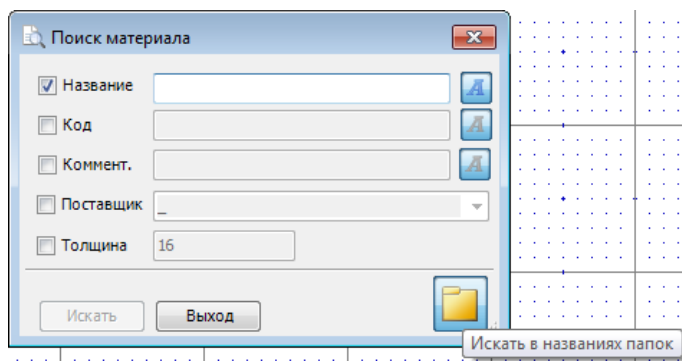 Поиск материала
Название
A
Код
A
Коммент.
A
Поставщик _
Толщина 16
Искать Выход
Искать в названиях папок